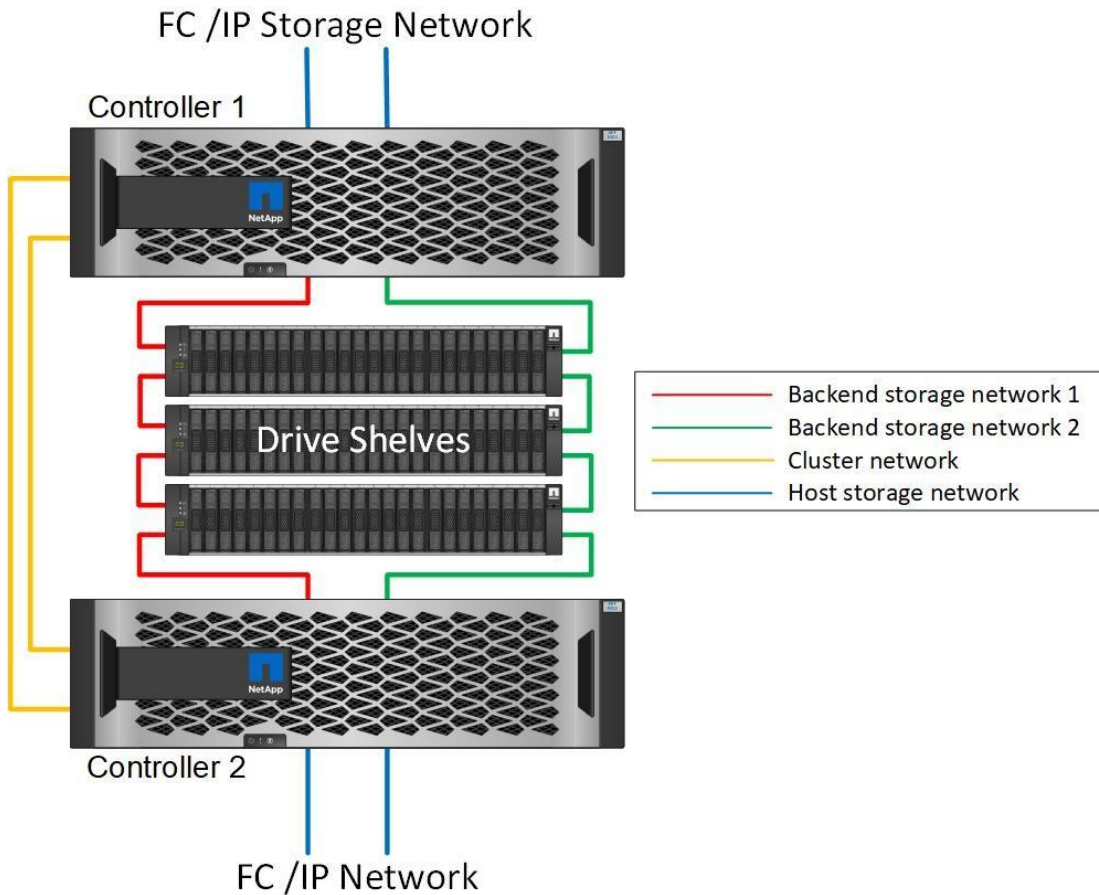 FC /IP Storage Network
Controller 1
NetApp
Drive Shelves
Backend storage network 1
Backend storage network 2
Cluster network
Host storage network
NetApp
Controller 2
FC /IP Network